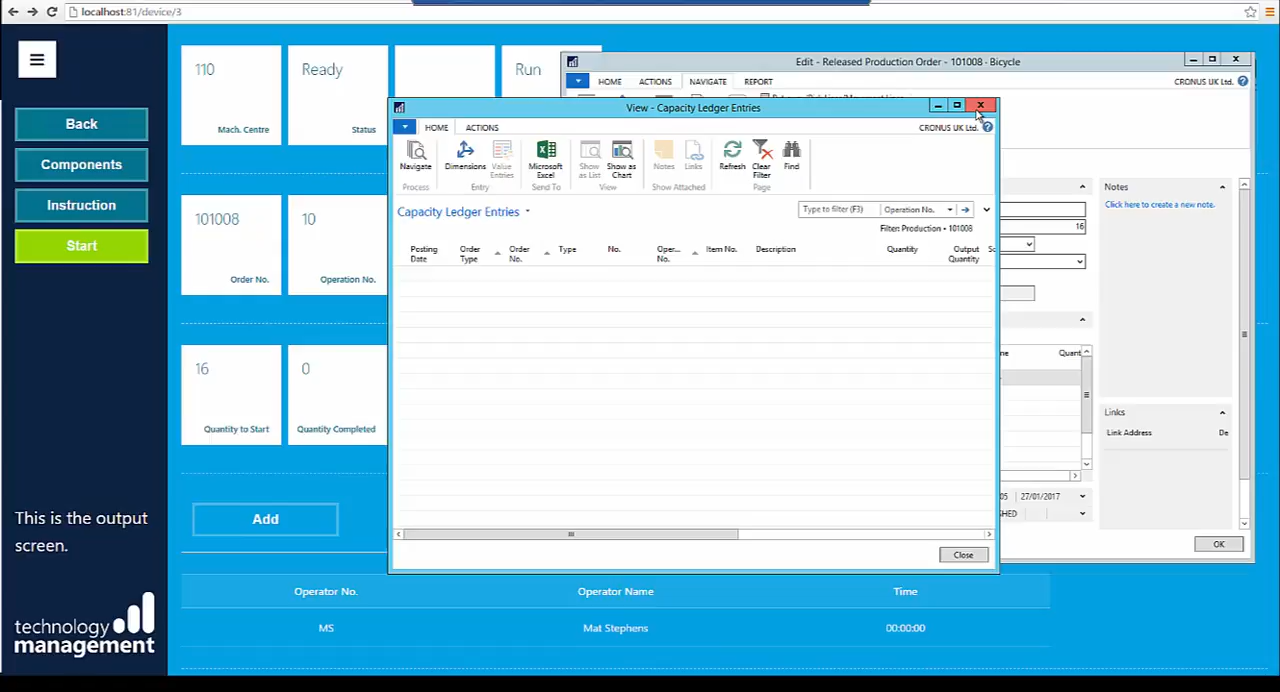 localhost:81/device/3
Back
Components
Instruction
Start
This is the output
screen.
technology
management
110
Mach. Centre
Ready
Status
Run
101008
Order No.
10
Operation No.
16
Quantity to Start
0
Quantity Completed
Add
Operator No.
Operator Name
Time
MS
Mat Stephens
00:00:00
Edit - Released Production Order - 101008 · Bicycle
HOME
ACTIONS
NAVIGATE
REPORT
CRONUS UK Ltd.
View - Capacity Ledger Entries
HOME
ACTIONS
CRONUS UK Ltd.
Navigate
Dimensions
Value
Entries
Microsoft
Excel
Show
as List
Show as
Chart
Notes
Links
Refresh
Clear
Filter
Find
Process
Entry
Send To
View
Show Attached
Page
Capacity Ledger Entries
Type to filter (F3)
Operation No.
Filter: Production • 101008
Posting
Date
Order
Type
Order
No.
Type
No.
Oper...
No.
Item No.
Description
Quantity
Output
Quantity
Close
16
Quant
05
27/01/2017
SHED
Notes
Click here to create a new note.
Links
Link Address
De
OK